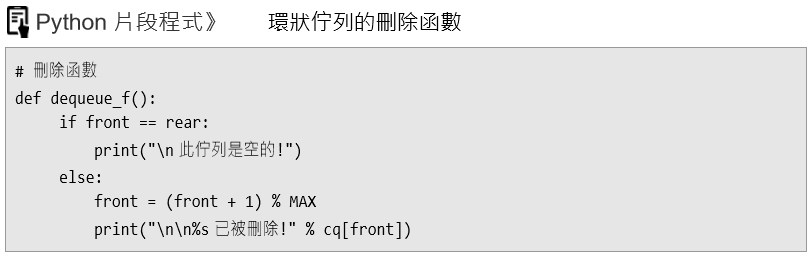 Python 片段程式》 環狀佇列的刪除函數
# 刪除函數
def dequeue_f():
    if front == rear:
        print("\n 此佇列是空的!")
    else:
        front = (front + 1) % MAX
        print("\n\n%s 已被刪除!" % cq[front])